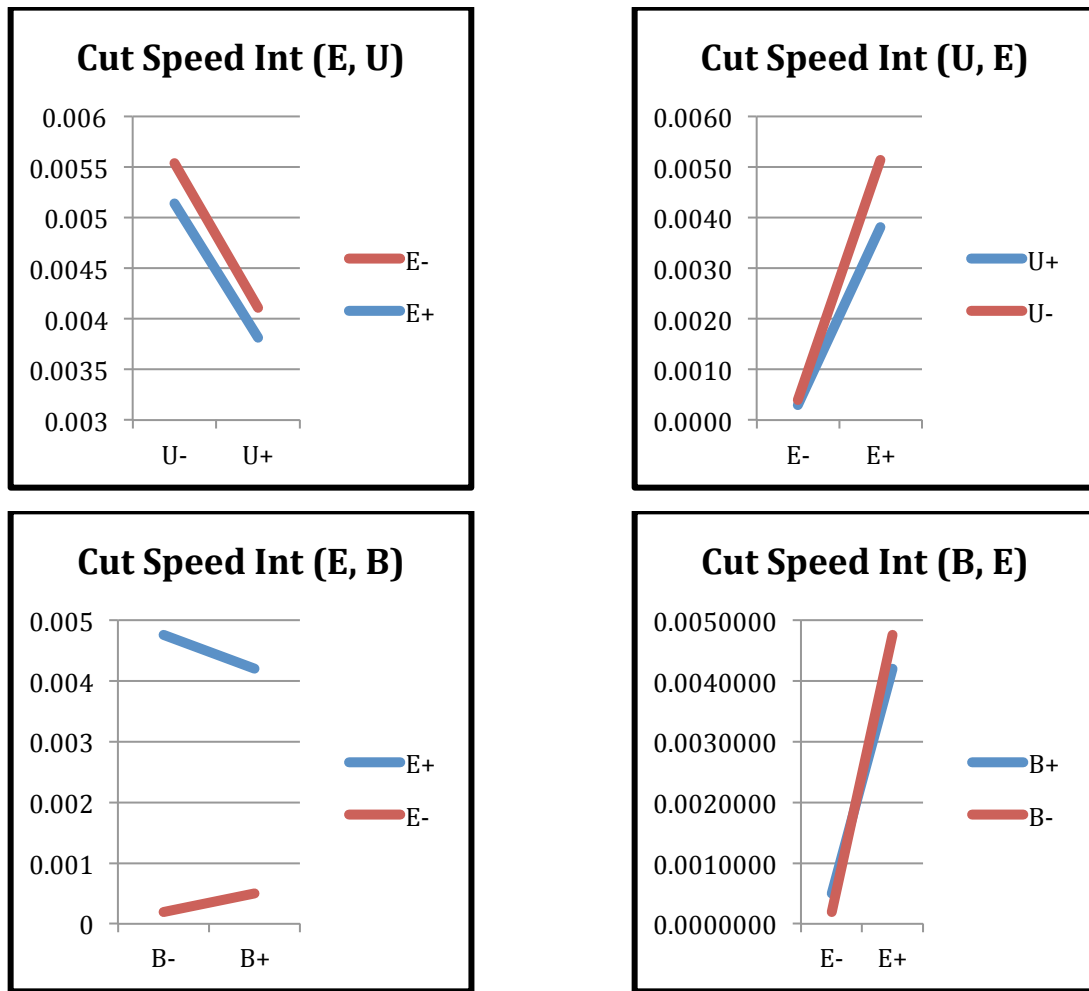 Cut Speed Int (E, U)
0.006
0.0055
0.005
0.0045
0.004
0.0035
0.003
U- U+
E-
E+
Cut Speed Int (U, E)
0.0060
0.0050
0.0040
0.0030
0.0020
0.0010
0.0000
E- E+
U+
U-
Cut Speed Int (E, B)
0.005
0.004
0.003
0.002
0.001
0
B- B+
E+
E-
Cut Speed Int (B, E)
0.0050000
0.0040000
0.0030000
0.0020000
0.0010000
0.0000000
E- E+
B+
B-